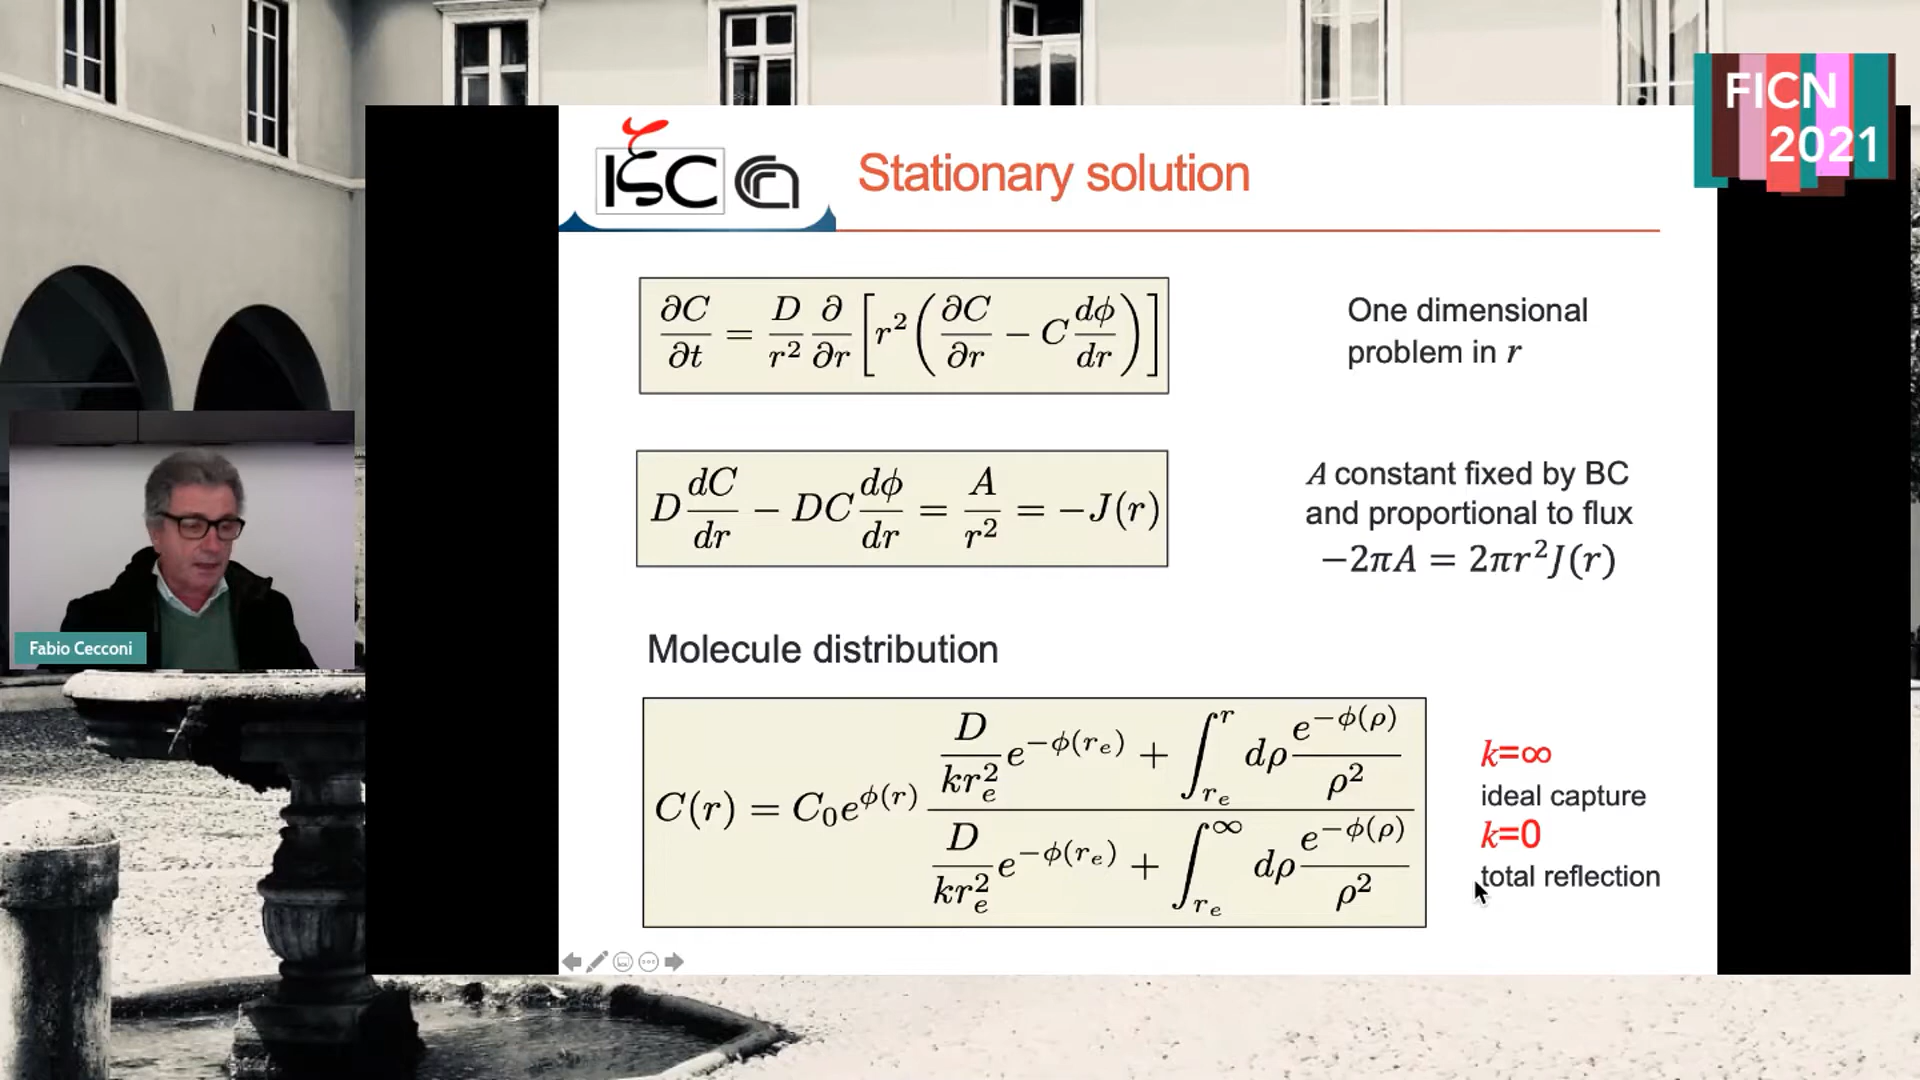 FICN
2021
ISC
Stationary solution
∂C/∂t = D/r² ∂/∂r [r² (∂C/∂r − C dϕ/dr)]
One dimensional
problem in r
D dC/dr − DC dϕ/dr = A/r² = −J(r)
A constant fixed by BC
and proportional to flux
−2πA = 2πr²J(r)
Fabio Cecconi
Molecule distribution
C(r) = C₀e^{ϕ(r)} (D/(kr_e²) e^{−ϕ(r_e)} + ∫_{r_e}^{r} dρ e^{−ϕ(ρ)}/ρ²) / (D/(kr_e²) e^{−ϕ(r_e)} + ∫_{r_e}^{∞} dρ e^{−ϕ(ρ)}/ρ²)
k=∞
ideal capture
k=0
total reflection